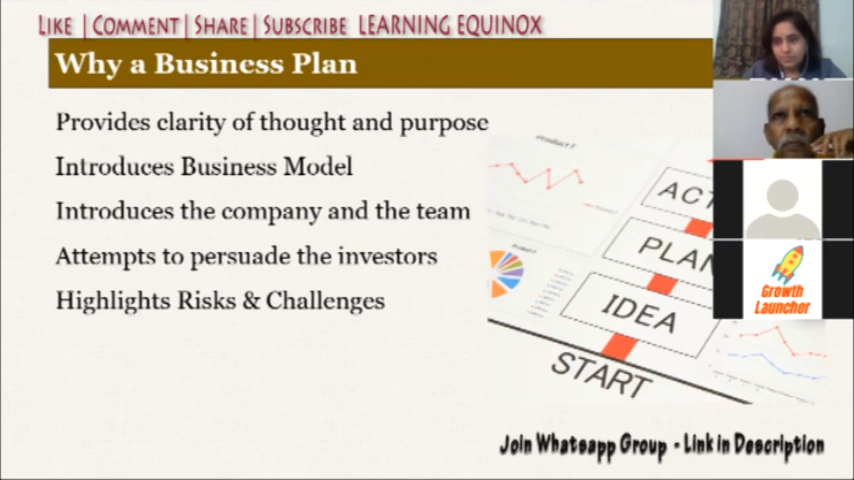 LIKE | COMMENT | SHARE | SUBSCRIBE LEARNING EQUINOX
Why a Business Plan
Provides clarity of thought and purpose
Introduces Business Model
Introduces the company and the team
Attempts to persuade the investors
Highlights Risks & Challenges
ACT
PLAN
IDEA
START
Growth
Launcher
Join Whatsapp Group - Link in Description